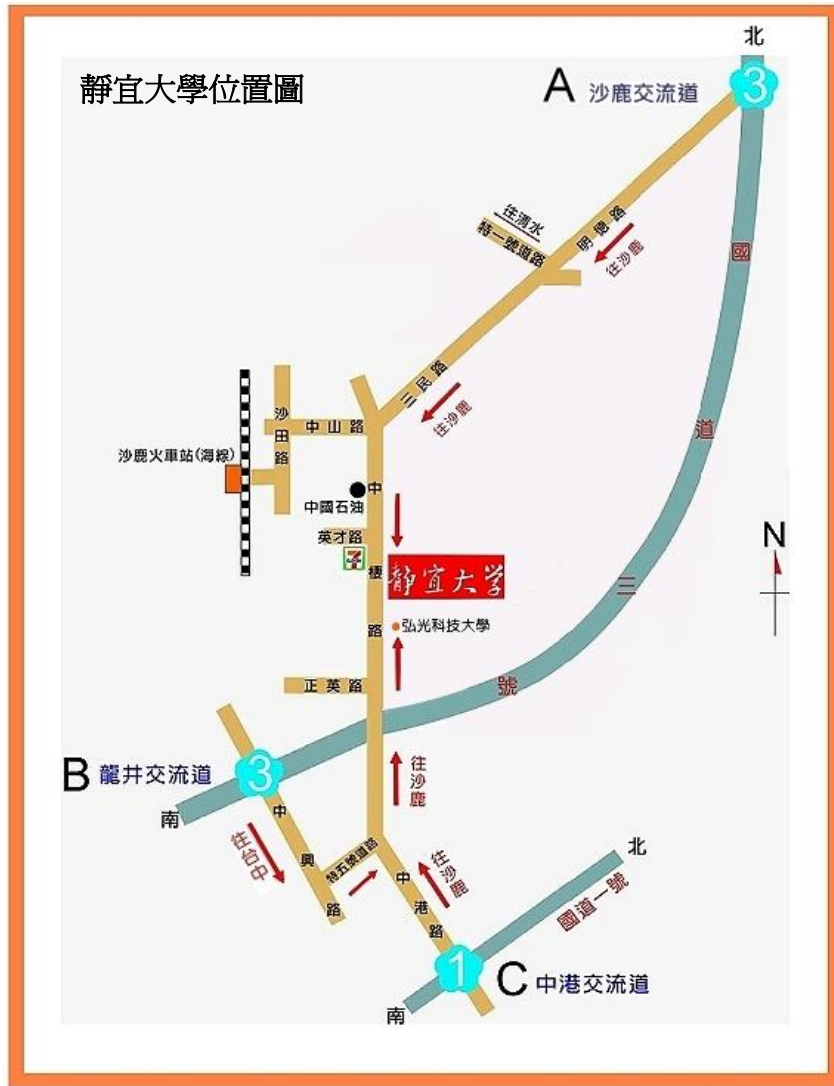 靜宜大學位置圖
北
A 沙鹿交流道
3
往清水
特一號道路
明德路
往沙鹿
國道三號
三民路
往沙鹿
沙田路
中山路
沙鹿火車站(海線)
中國石油
中棲路
英才路
7
靜宜大学
弘光科技大學
N
正英路
B 龍井交流道
3
南
往沙鹿
中興路
往台中
特五號道路
往沙鹿
中港路
北
國道一號
1
C 中港交流道
南